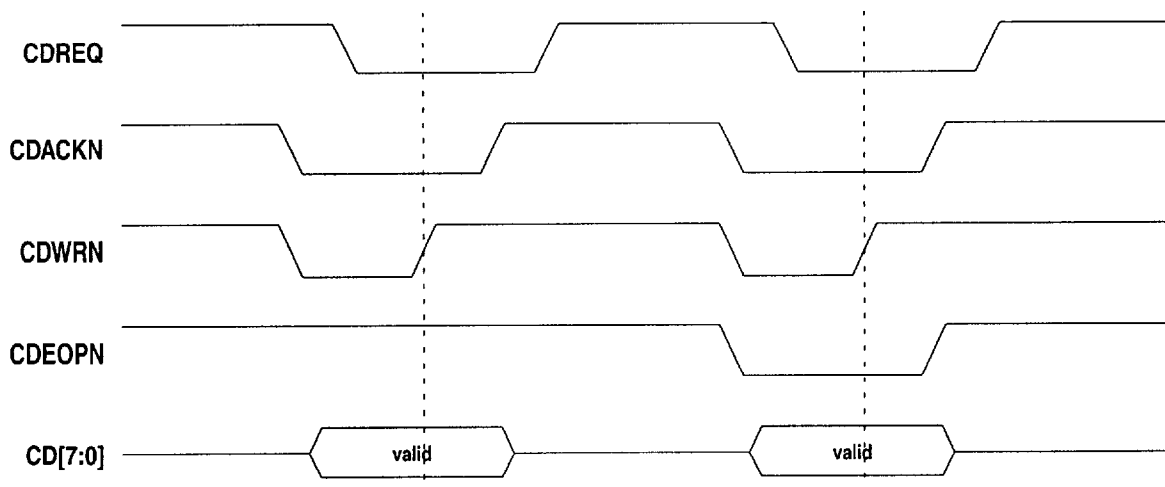 CDREQ
CDACKN
CDWRN
CDEOPN
CD[7:0] valid valid